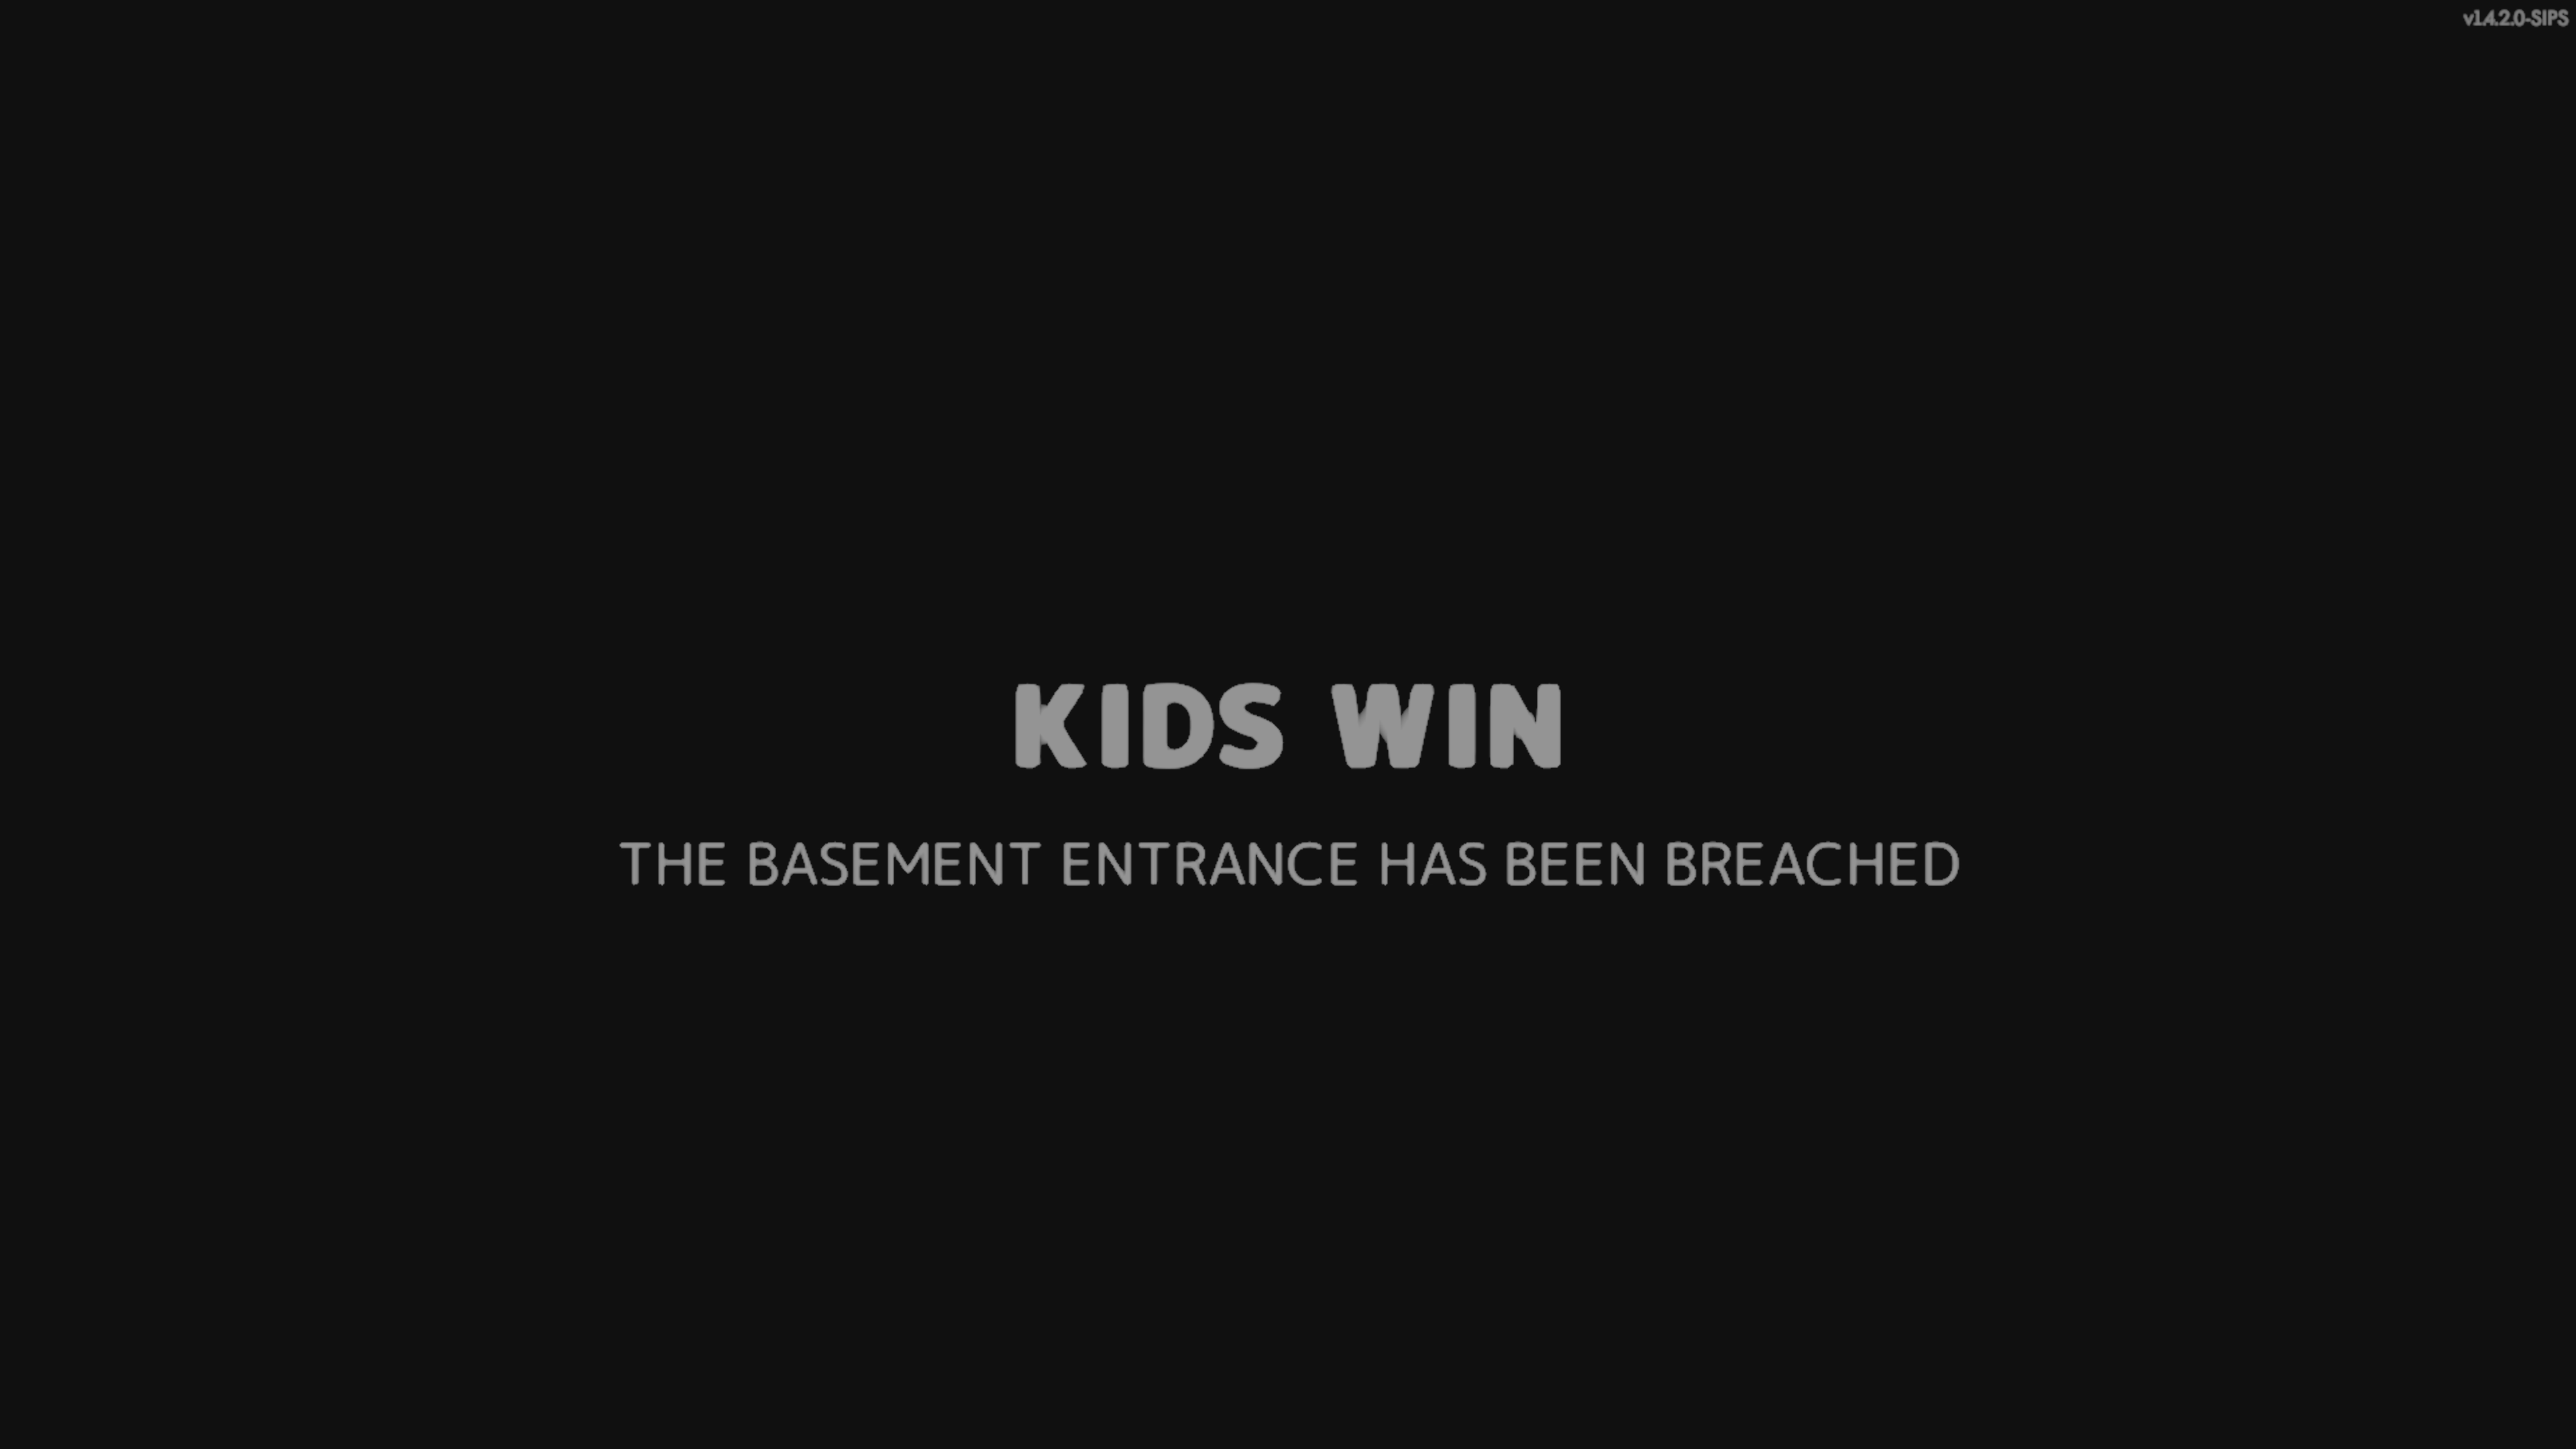 v1.4.2.0-SIPS
KIDS WIN
THE BASEMENT ENTRANCE HAS BEEN BREACHED